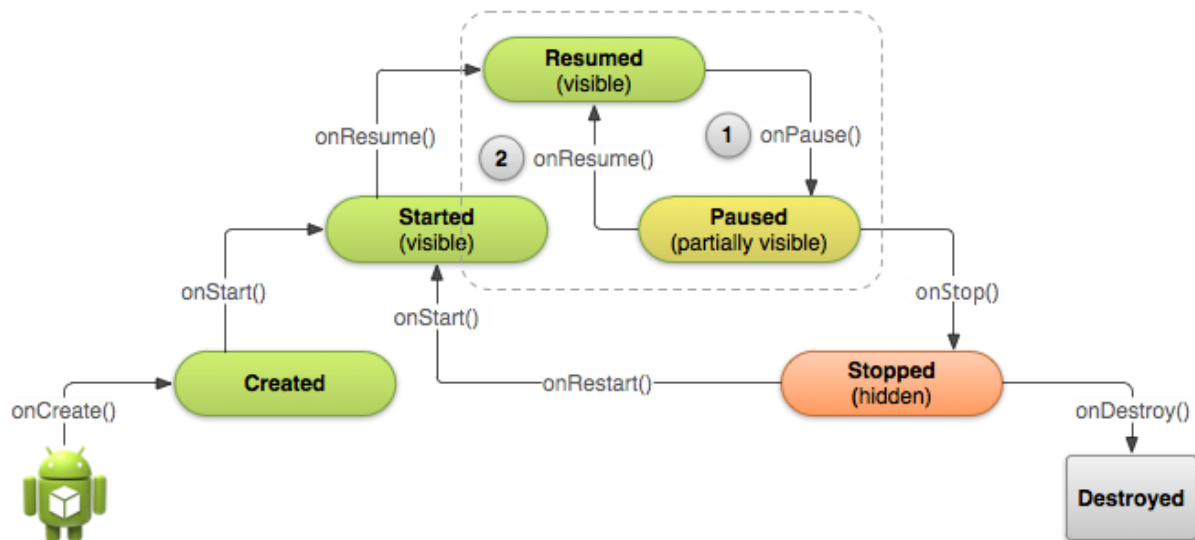 Resumed
(visible)
onResume()
2
onResume()
1
onPause()
Started
(visible)
Paused
(partially visible)
onStart()
onStart()
onStop()
Created
onRestart()
Stopped
(hidden)
onCreate()
onDestroy()
Destroyed